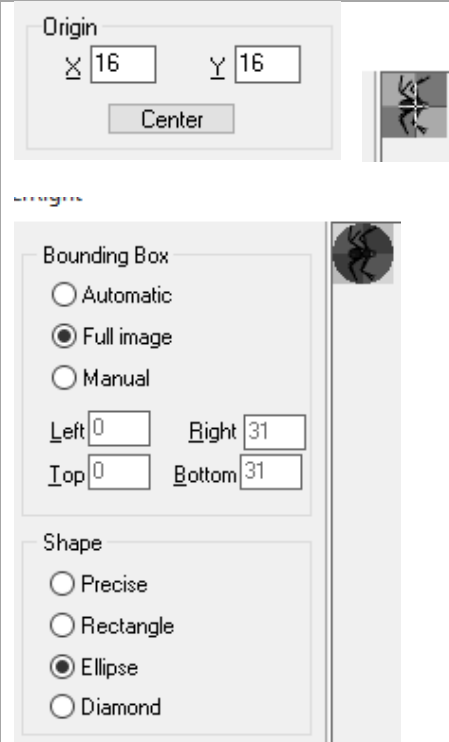 Origin
X 16 Y 16
Center
Bounding Box
Automatic
Full image
Manual
Left 0 Right 31
Top 0 Bottom 31
Shape
Precise
Rectangle
Ellipse
Diamond